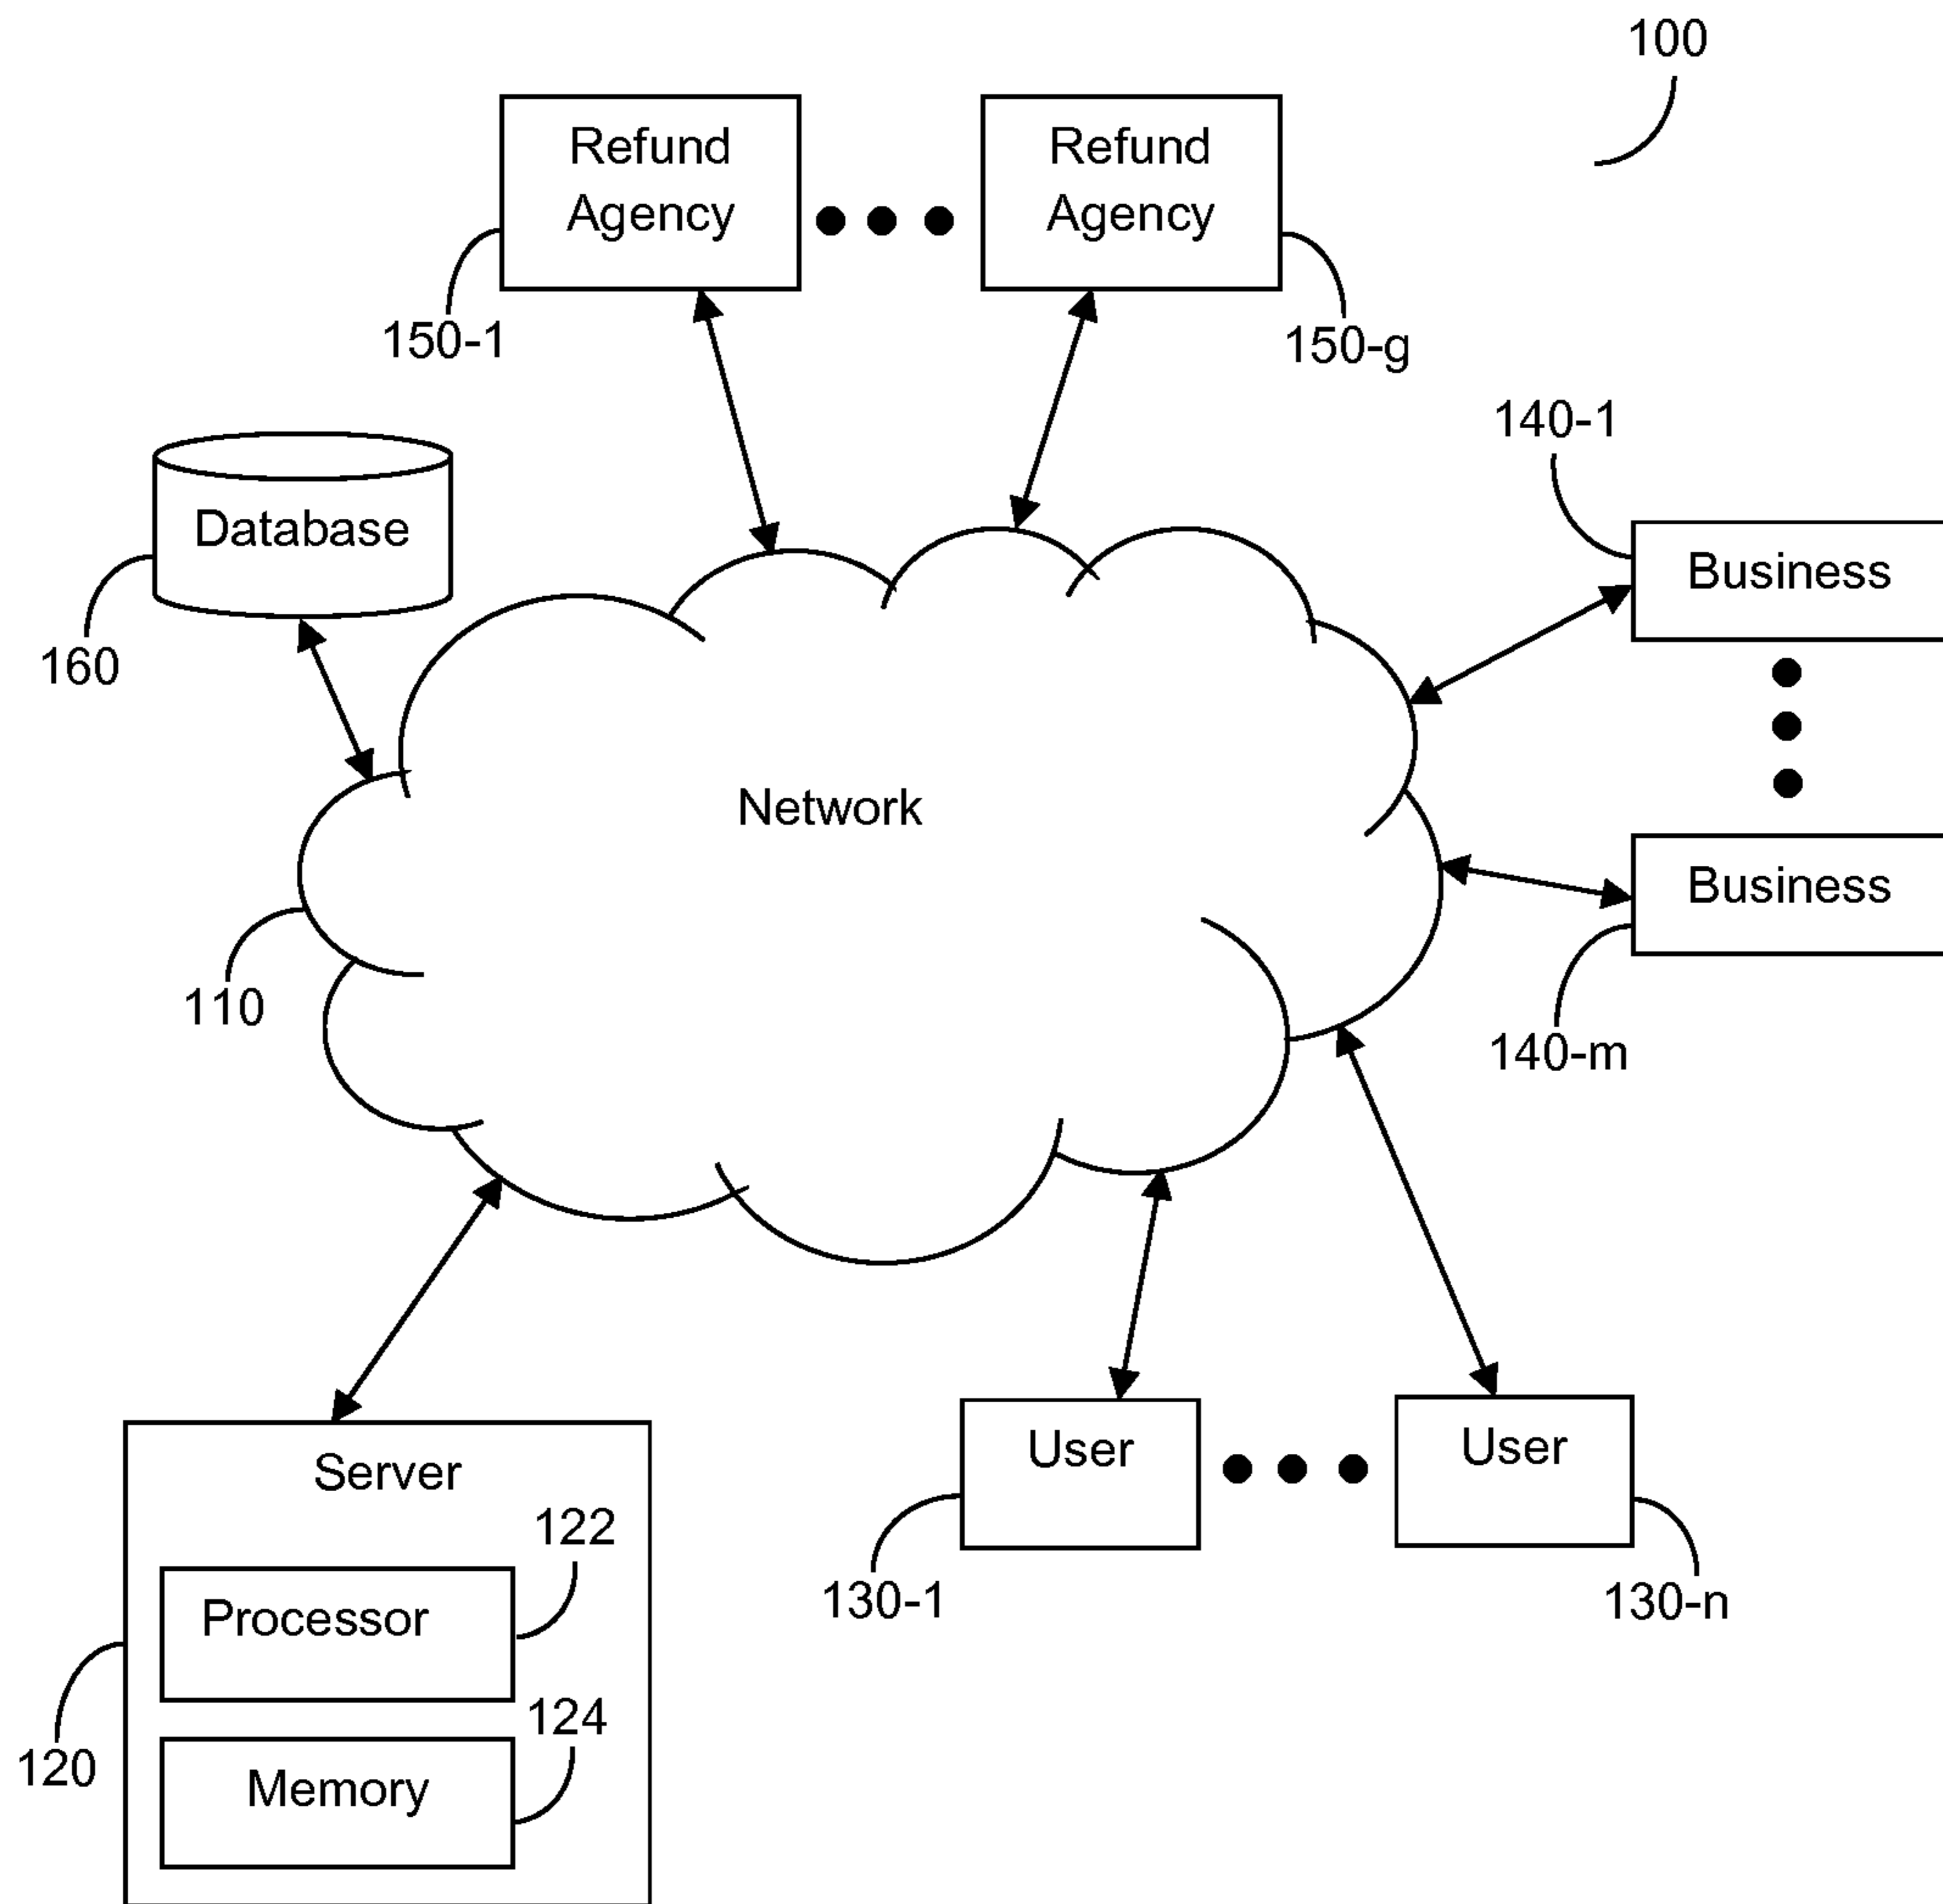 100
Refund
Agency
Refund
Agency
150-1
150-g
140-1
Database
Business
160
Network
Business
110
140-m
Server
User
User
122
Processor
130-1
130-n
124
120
Memory